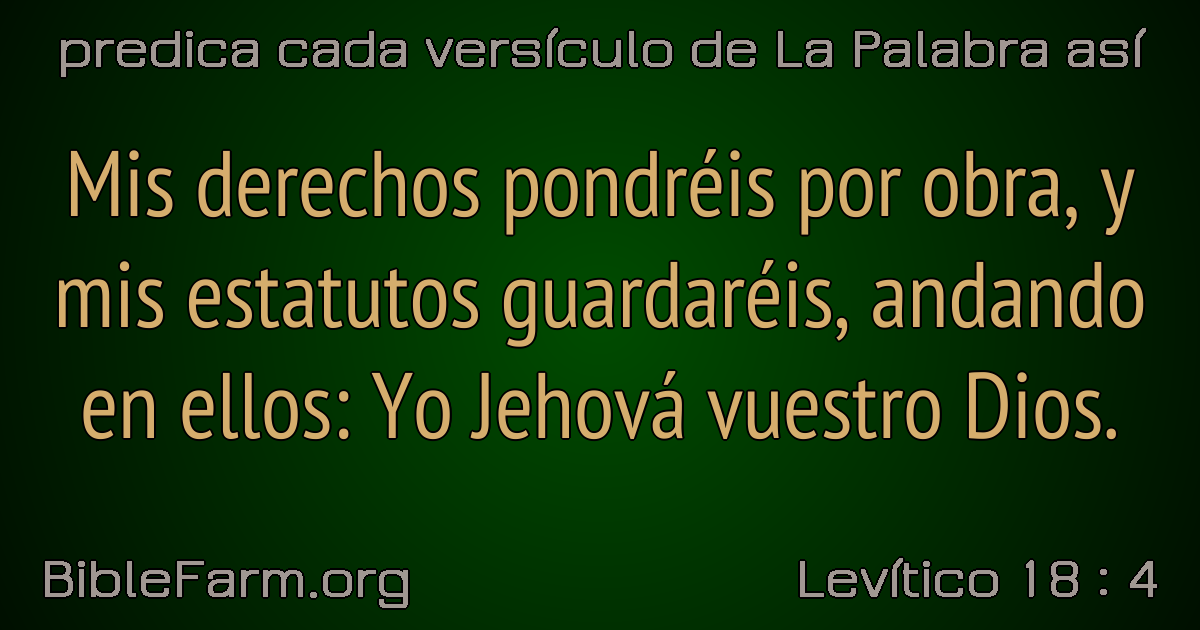 predica cada versículo de La Palabra así
Mis derechos pondréis por obra, y
mis estatutos guardaréis, andando
en ellos: Yo Jehová vuestro Dios.
BibleFarm.org
Levítico 18 : 4